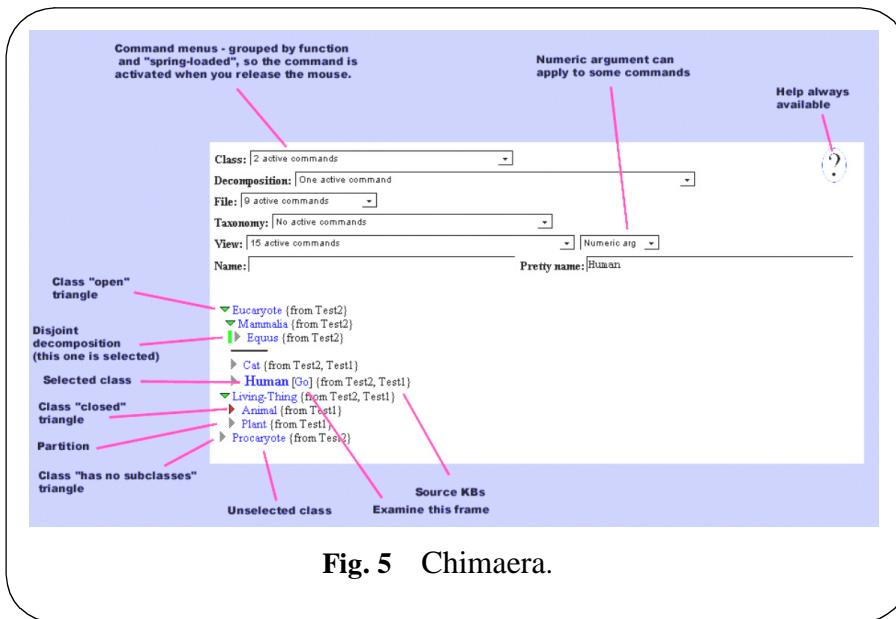 Command menus - grouped by function
and "spring-loaded", so the command is
activated when you release the mouse.
Numeric argument can
apply to some commands
Help always
available
?
Class: 2 active commands
Decomposition: One active command
File: 9 active commands
Taxonomy: No active commands
View: 15 active commands Numeric arg
Name: Pretty name: Human
Class "open"
triangle
Eucaryote {from Test2}
Mammalia {from Test2}
Disjoint
decomposition
(this one is selected)
Equus {from Test2}
Cat {from Test2, Test1}
Selected class
Human [Go] {from Test2, Test1}
Living-Thing {from Test2, Test1}
Class "closed"
triangle
Animal {from Test1}
Plant {from Test1}
Partition
Procaryote {from Test2}
Class "has no subclasses"
triangle
Unselected class
Source KBs
Examine this frame
Fig. 5 Chimaera.